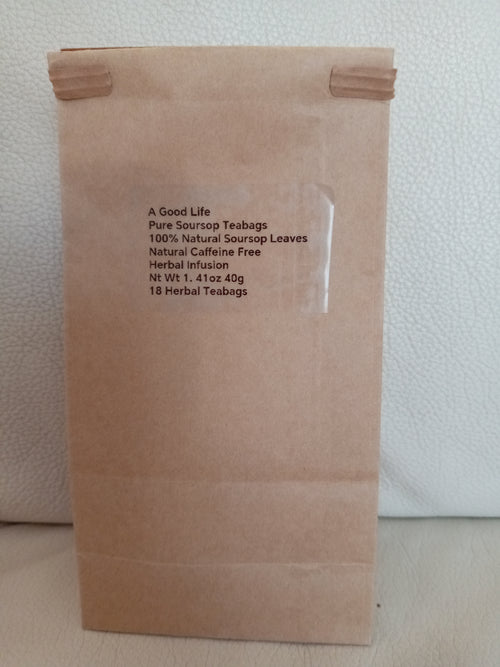 A Good Life
Pure Soursop Teabags
100% Natural Soursop Leaves
Natural Caffeine Free
Herbal Infusion
Nt Wt 1. 41oz 40g
18 Herbal Teabags